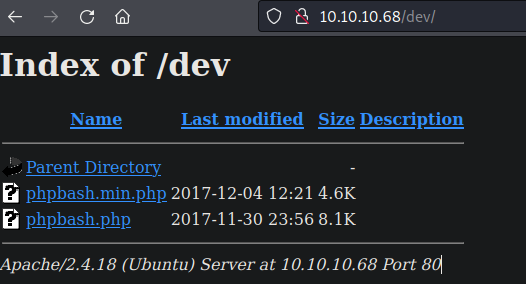 10.10.10.68/dev/
Index of /dev
Name Last modified Size Description
Parent Directory -
phpbash.min.php 2017-12-04 12:21 4.6K
phpbash.php 2017-11-30 23:56 8.1K
Apache/2.4.18 (Ubuntu) Server at 10.10.10.68 Port 80